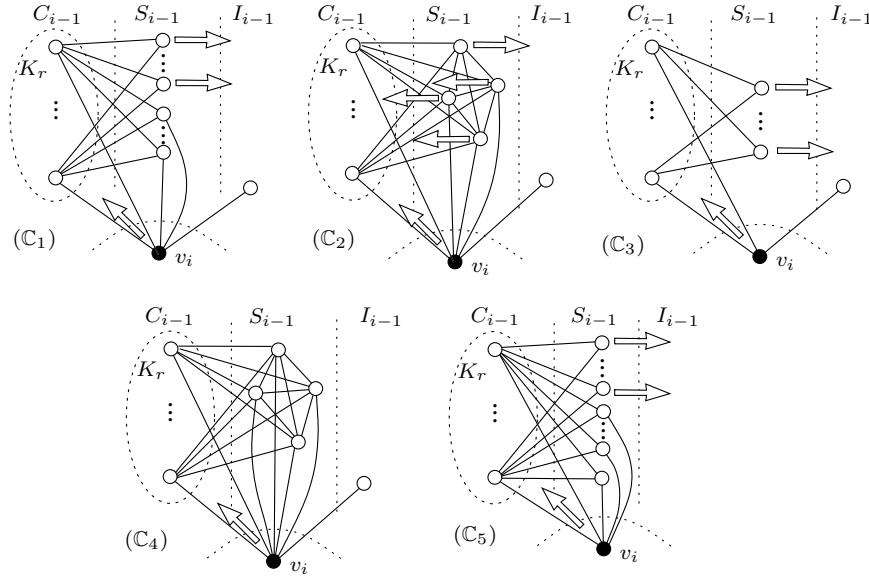 C_{i−1} S_{i−1} I_{i−1} C_{i−1} S_{i−1} I_{i−1} C_{i−1} S_{i−1} I_{i−1}
K_r K_r K_r
(ℂ_1) (ℂ_2) (ℂ_3)
v_i v_i v_i
C_{i−1} S_{i−1} I_{i−1} C_{i−1} S_{i−1} I_{i−1}
K_r K_r
(ℂ_4) (ℂ_5)
v_i v_i